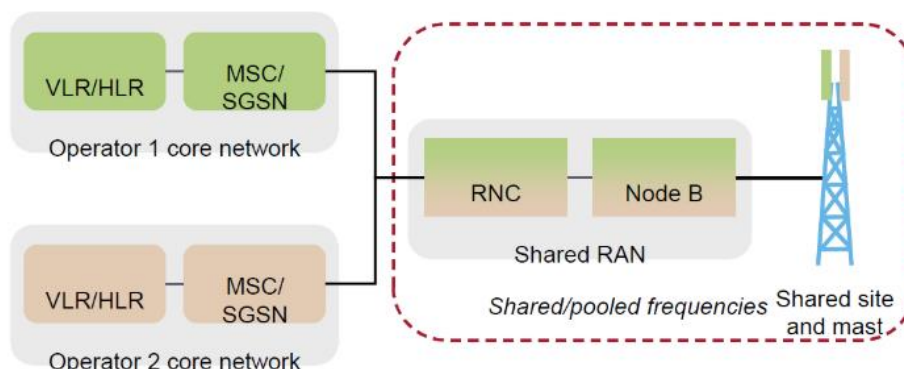 VLR/HLR
MSC/
SGSN
Operator 1 core network
RNC
Node B
Shared RAN
VLR/HLR
MSC/
SGSN
Operator 2 core network
Shared/pooled frequencies
Shared site
and mast